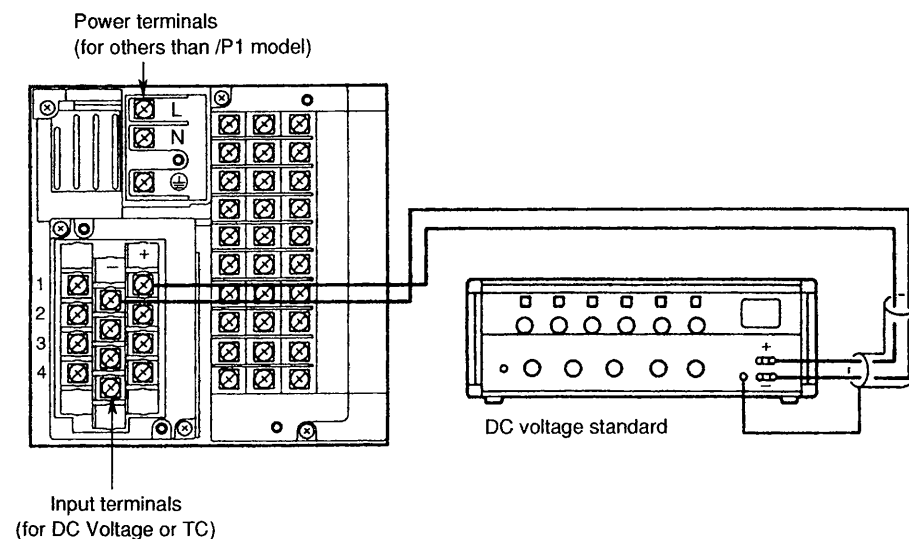 Power terminals
(for others than /P1 model)
L
N
− +
1
2
3
4
+
−
DC voltage standard
Input terminals
(for DC Voltage or TC)